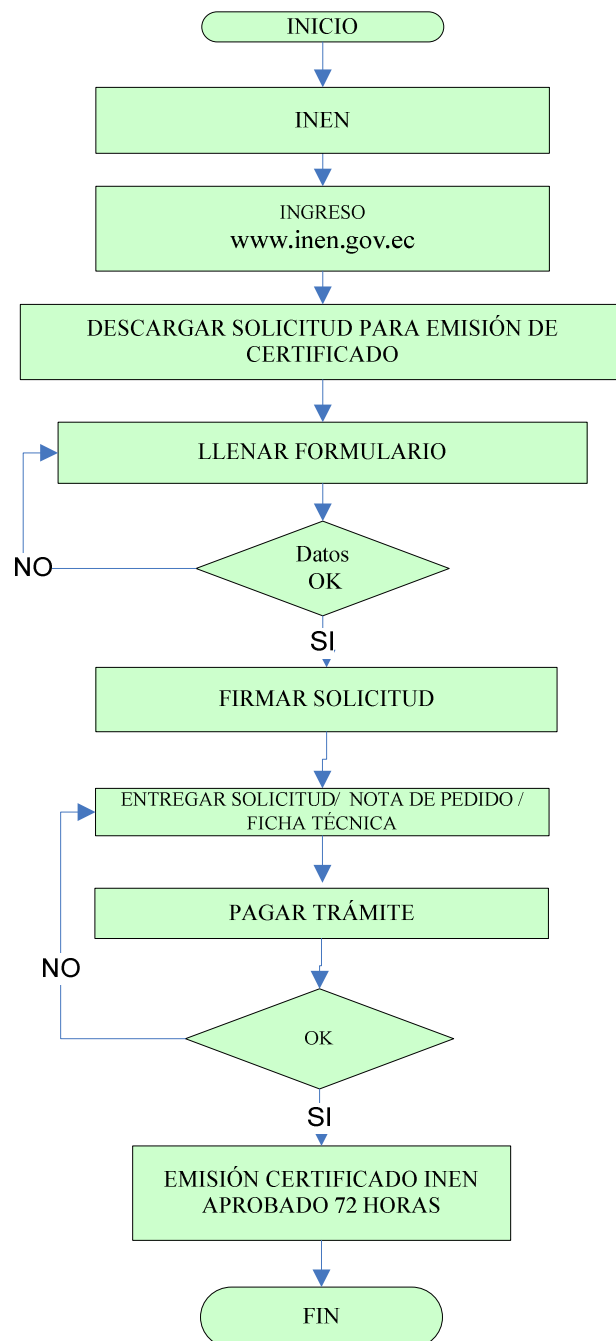 INICIO
INEN
INGRESO
www.inen.gov.ec
DESCARGAR SOLICITUD PARA EMISIÓN DE
CERTIFICADO
LLENAR FORMULARIO
Datos
OK
NO
SI
FIRMAR SOLICITUD
ENTREGAR SOLICITUD/ NOTA DE PEDIDO /
FICHA TÉCNICA
PAGAR TRÁMITE
NO
OK
SI
EMISIÓN CERTIFICADO INEN
APROBADO 72 HORAS
FIN